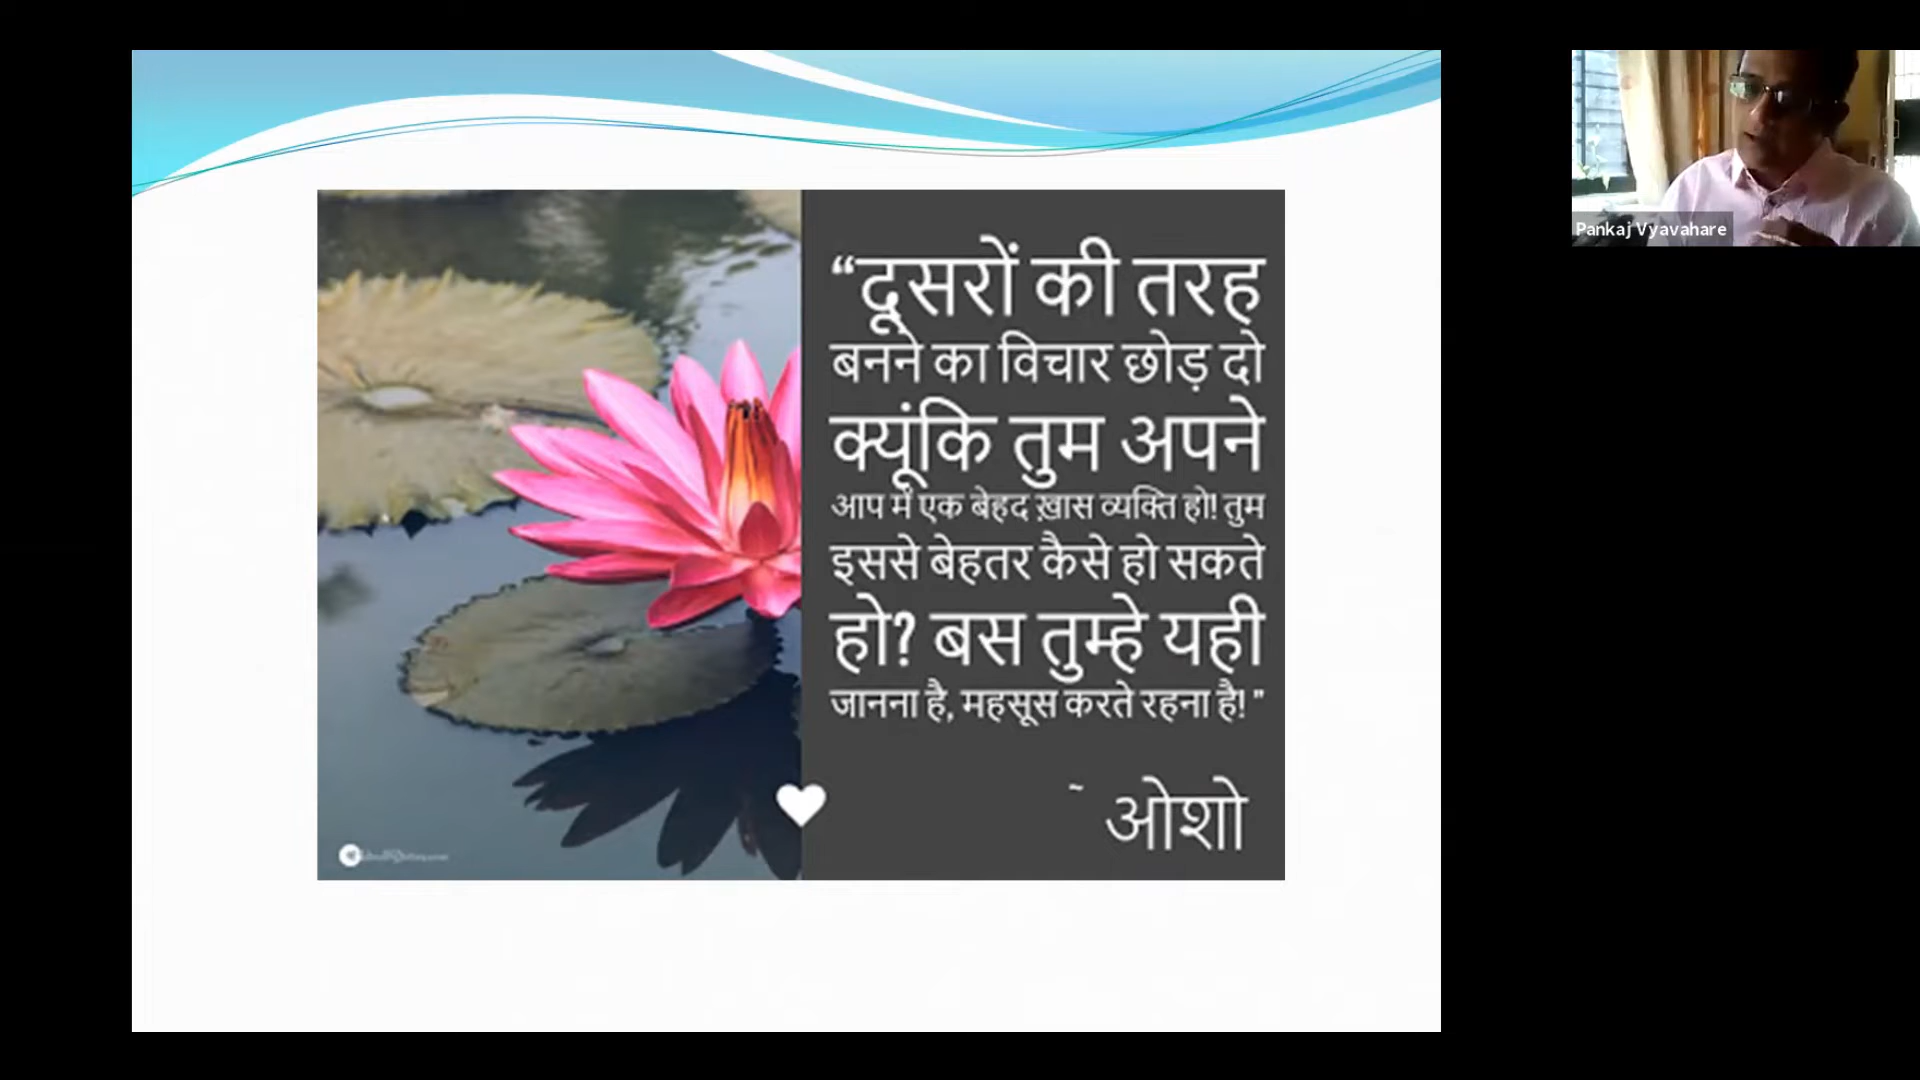 Pankaj Vyavahare
“दूसरों की तरह
बनने का विचार छोड़ दो
क्यूंकि तुम अपने
आप में एक बेहद ख़ास व्यक्ति हो! तुम
इससे बेहतर कैसे हो सकते
हो? बस तुम्हे यही
जानना है, महसूस करते रहना है! ”
~ ओशो